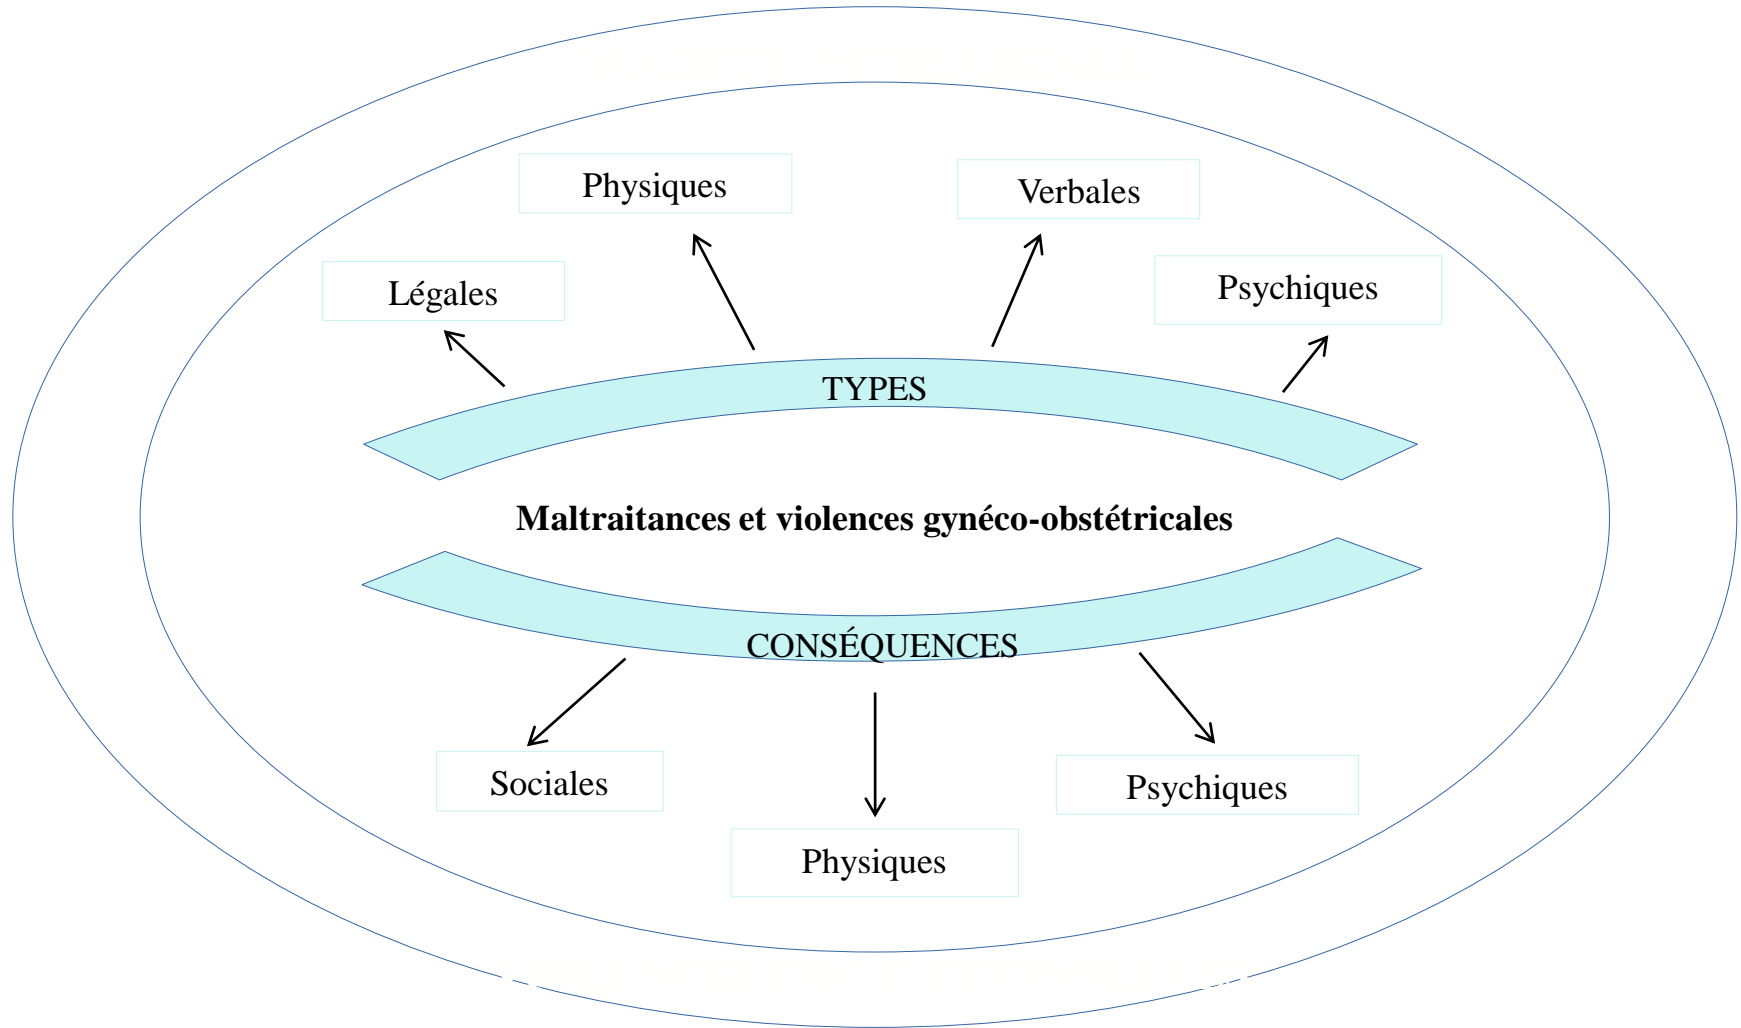 Physiques
Verbales
Légales
Psychiques
TYPES
Maltraitances et violences gynéco-obstétricales
CONSÉQUENCES
Sociales
Psychiques
Physiques